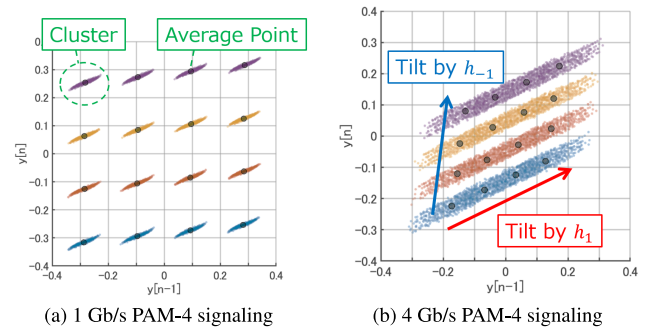 Cluster
Average Point
0.3
0.2
0.1
0
-0.1
-0.2
-0.3
-0.4
y[n]
-0.4
-0.2
0
0.2
0.4
y[n−1]
(a) 1 Gb/s PAM-4 signaling
Tilt by h₋₁
Tilt by h₁
0.4
0.3
0.2
0.1
0
−0.1
−0.2
−0.3
−0.4
y[n]
−0.4
−0.2
0
0.2
0.4
y[n−1]
(b) 4 Gb/s PAM-4 signaling